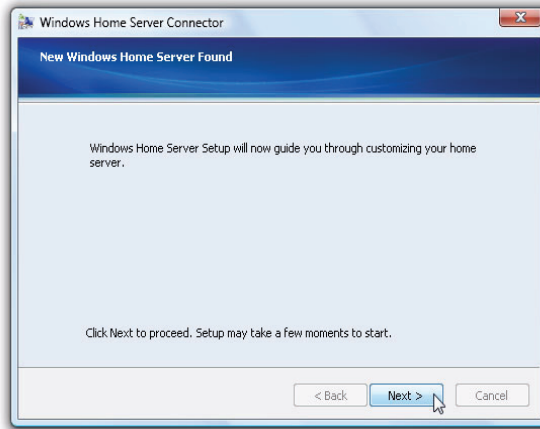 Windows Home Server Connector
New Windows Home Server Found
Windows Home Server Setup will now guide you through customizing your home
server.
Click Next to proceed. Setup may take a few moments to start.
< Back Next > Cancel